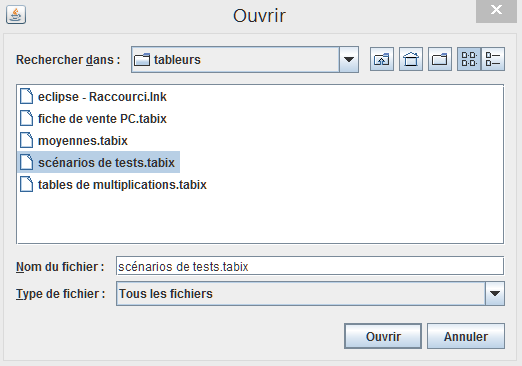 Ouvrir
Rechercher dans : tableurs
eclipse - Raccourci.lnk
fiche de vente PC.tabix
moyennes.tabix
scénarios de tests.tabix
tables de multiplications.tabix
Nom du fichier : scénarios de tests.tabix
Type de fichier : Tous les fichiers
Ouvrir Annuler